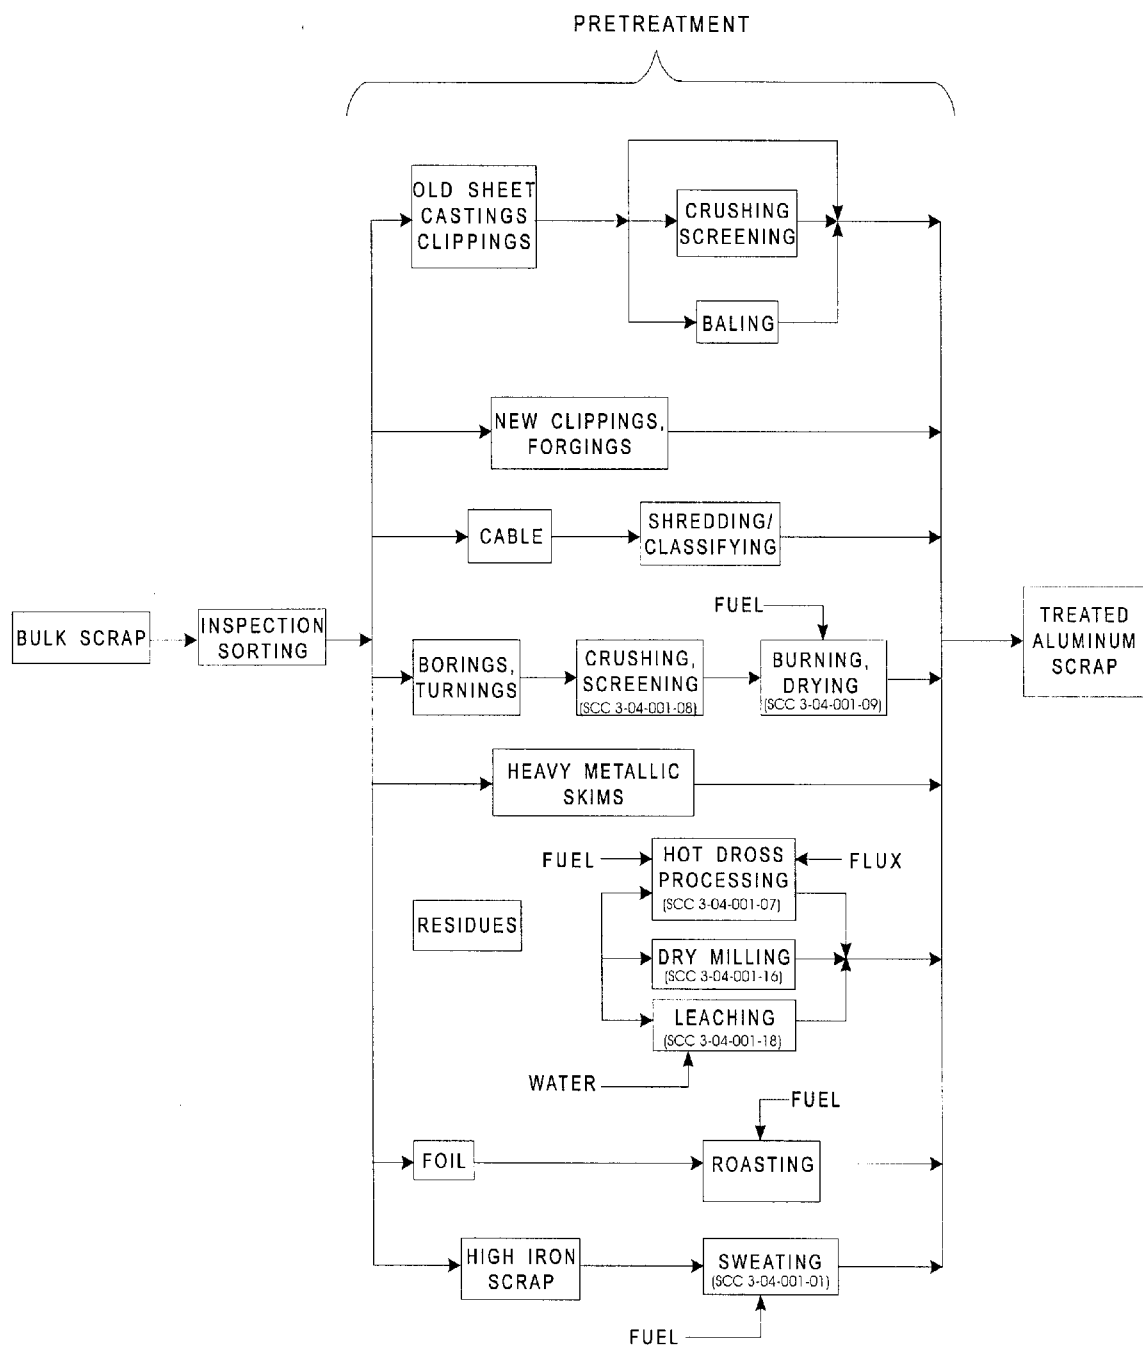 PRETREATMENT
OLD SHEET
CASTINGS
CLIPPINGS
CRUSHING
SCREENING
BALING
NEW CLIPPINGS,
FORGINGS
CABLE
SHREDDING/
CLASSIFYING
BULK SCRAP
INSPECTION
SORTING
BORINGS,
TURNINGS
CRUSHING,
SCREENING
(SCC 3-04-001-08)
FUEL
BURNING,
DRYING
(SCC 3-04-001-09)
TREATED
ALUMINUM
SCRAP
HEAVY METALLIC
SKIMS
FUEL
HOT DROSS
PROCESSING
(SCC 3-04-001-07)
FLUX
RESIDUES
DRY MILLING
(SCC 3-04-001-16)
LEACHING
(SCC 3-04-001-18)
WATER
FUEL
FOIL
ROASTING
HIGH IRON
SCRAP
SWEATING
(SCC 3-04-001-01)
FUEL